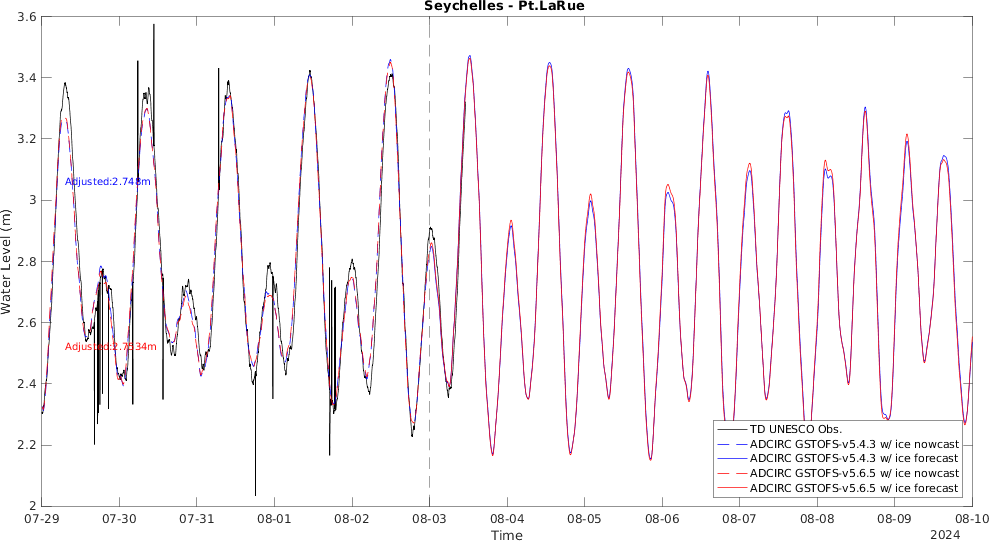 Seychelles - Pt.LaRue
Water Level (m)
3.6
3.4
3.2
3
2.8
2.6
2.4
2.2
2
Adjusted:2.748m
Adjusted:2.7534m
TD UNESCO Obs.
ADCIRC GSTOFS-v5.4.3 w/ ice nowcast
ADCIRC GSTOFS-v5.4.3 w/ ice forecast
ADCIRC GSTOFS-v5.6.5 w/ ice nowcast
ADCIRC GSTOFS-v5.6.5 w/ ice forecast
07-29 07-30 07-31 08-01 08-02 08-03 08-04 08-05 08-06 08-07 08-08 08-09 08-10
Time
2024